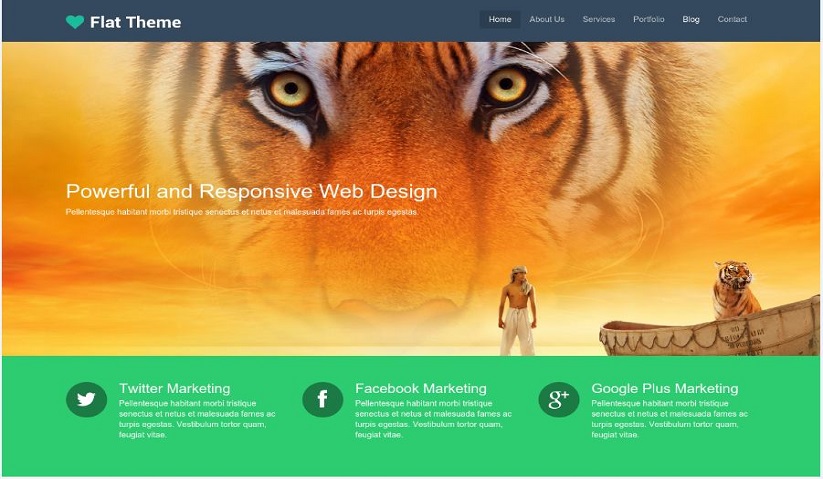 Flat Theme
Home About Us Services Portfolio Blog Contact
Powerful and Responsive Web Design
Pellentesque habitant morbi tristique senectus et netus et malesuada fames ac turpis egestas.
Twitter Marketing
Pellentesque habitant morbi tristique
senectus et netus et malesuada fames ac
turpis egestas. Vestibulum tortor quam,
feugiat vitae.
Facebook Marketing
Pellentesque habitant morbi tristique
senectus et netus et malesuada fames ac
turpis egestas. Vestibulum tortor quam,
feugiat vitae.
Google Plus Marketing
Pellentesque habitant morbi tristique
senectus et netus et malesuada fames ac
turpis egestas. Vestibulum tortor quam,
feugiat vitae.